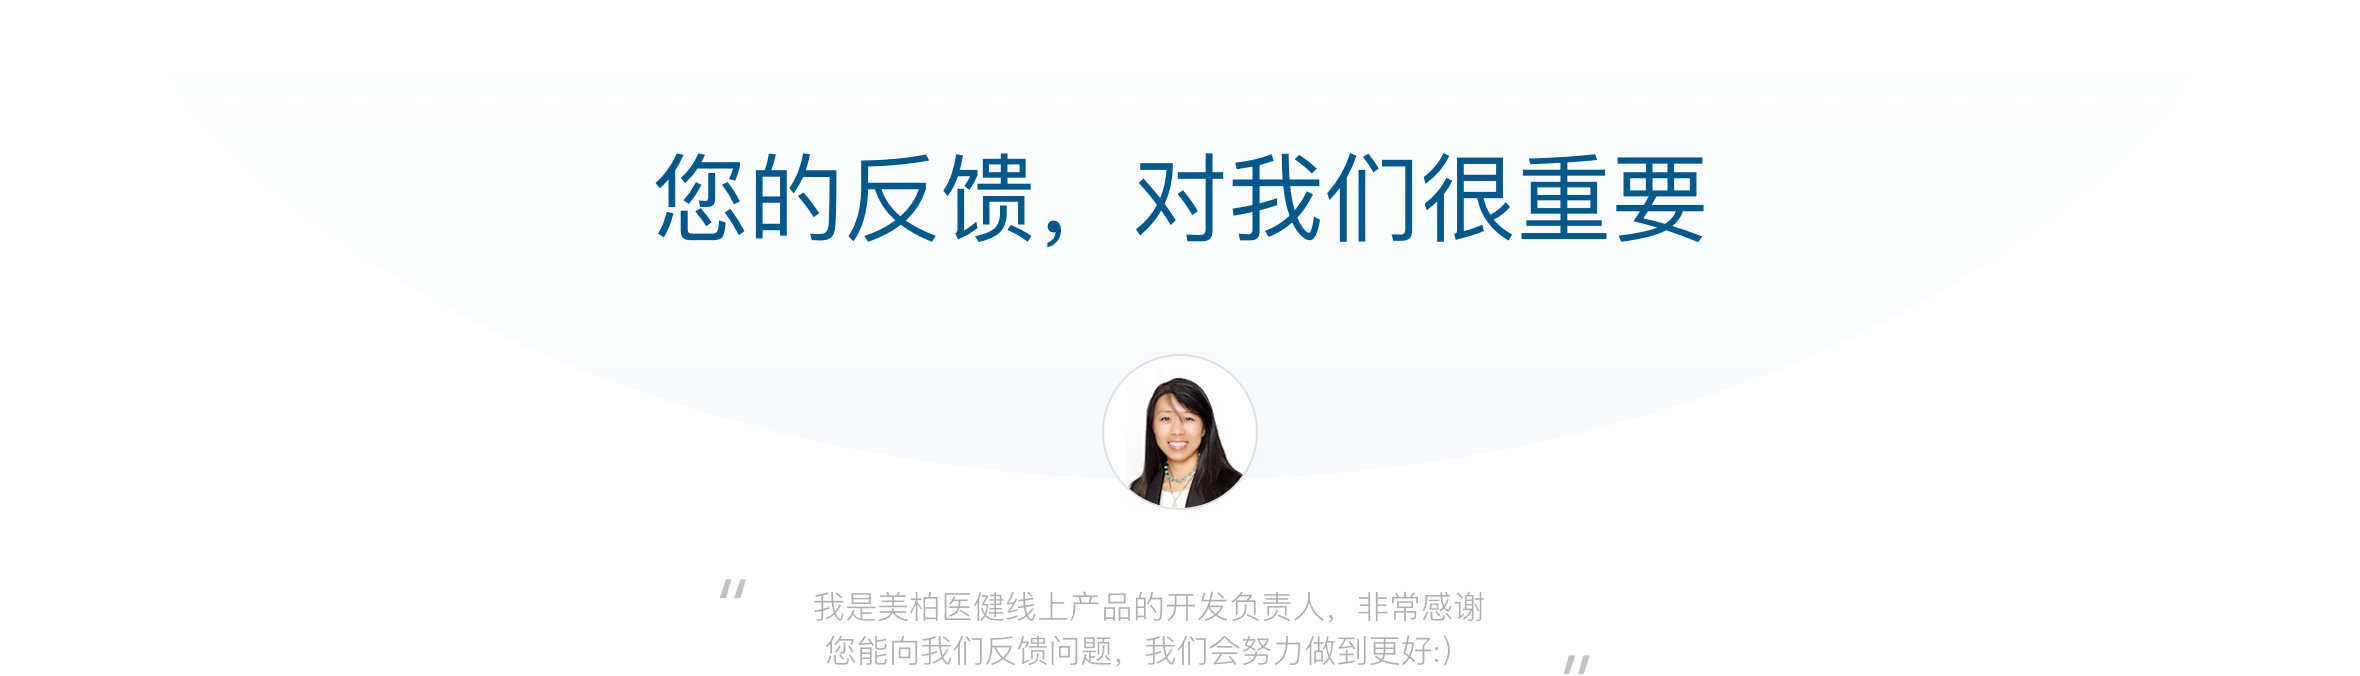 您的反馈，对我们很重要
“ 我是美柏医健线上产品的开发负责人，非常感谢
您能向我们反馈问题，我们会努力做到更好:） ”